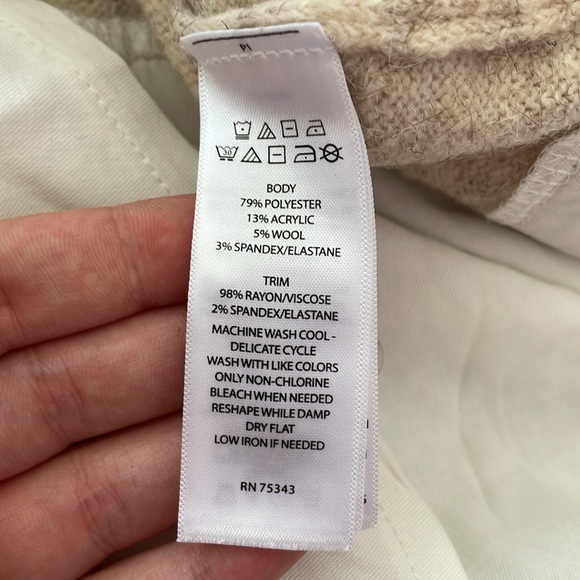 30
BODY
79% POLYESTER
13% ACRYLIC
5% WOOL
3% SPANDEX/ELASTANE
TRIM
98% RAYON/VISCOSE
2% SPANDEX/ELASTANE
MACHINE WASH COOL -
DELICATE CYCLE
WASH WITH LIKE COLORS
ONLY NON-CHLORINE
BLEACH WHEN NEEDED
RESHAPE WHILE DAMP
DRY FLAT
LOW IRON IF NEEDED
RN 75343